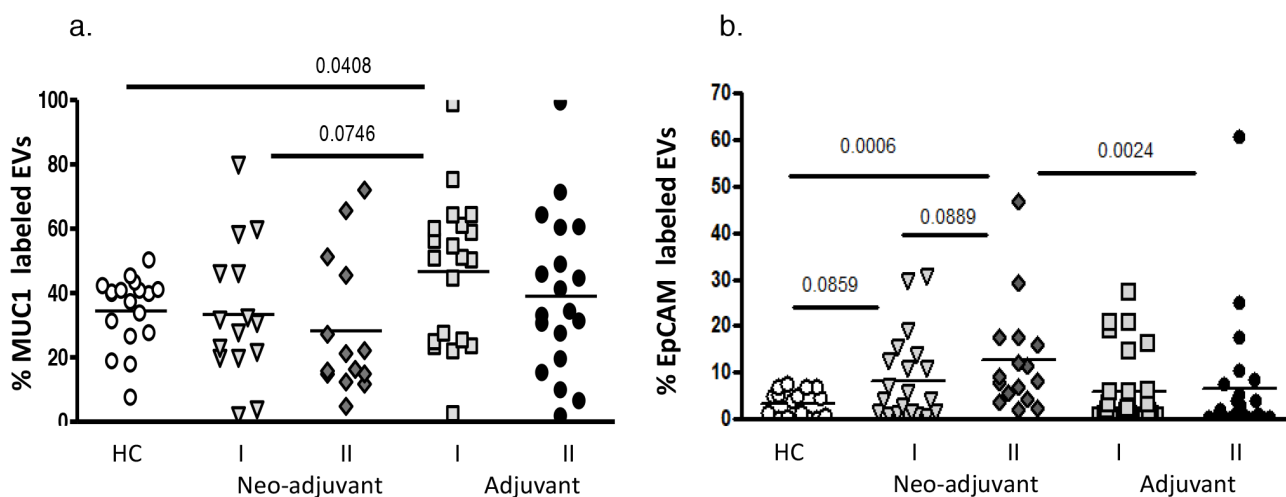 a.
0.0408
0.0746
% MUC1 labeled EVs
100
80
60
40
20
0
HC
I
II
I
II
Neo-adjuvant
Adjuvant
b.
0.0006
0.0024
0.0889
0.0859
% EpCAM labeled EVs
70
60
50
40
30
20
10
0
HC
I
II
I
II
Neo-adjuvant
Adjuvant